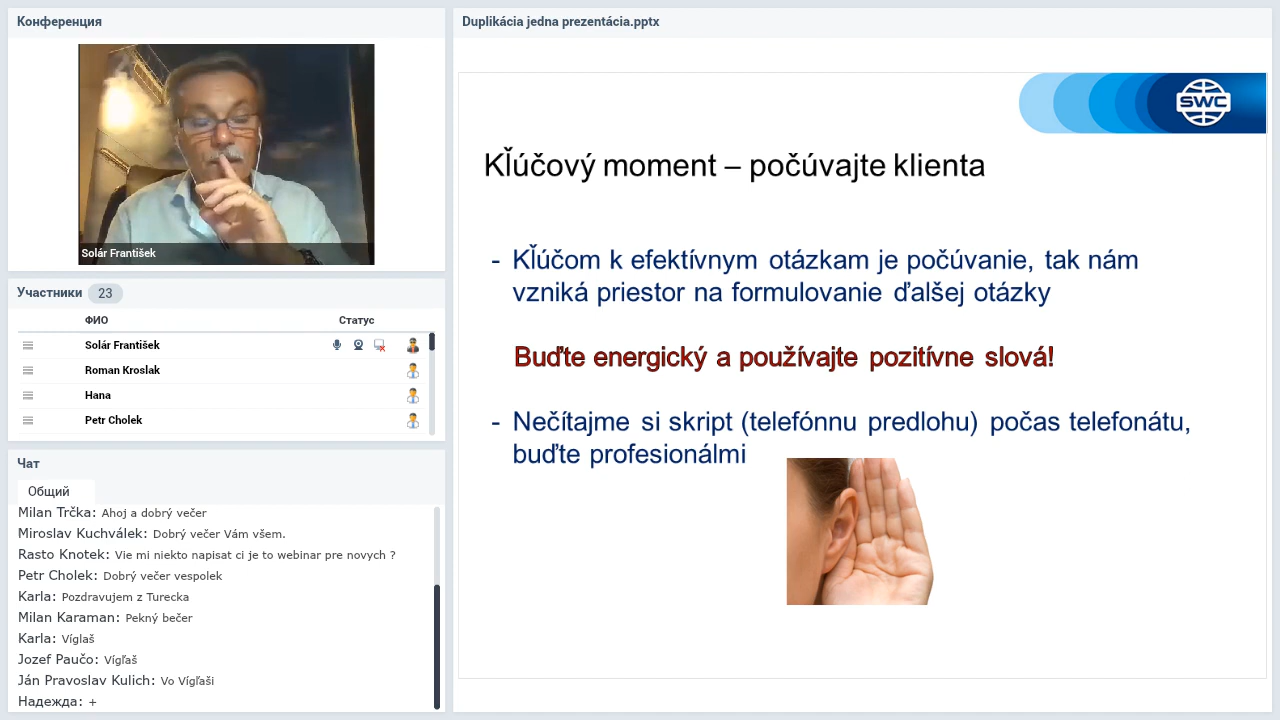 Конференция
Solár František
Участники 23
ФИО Статус
Solár František
Roman Kroslak
Hana
Petr Cholek
Чат
Общий
Milan Trčka: Ahoj a dobrý večer
Miroslav Kuchválek: Dobrý večer Vám všem.
Rasto Knotek: Vie mi niekto napisat ci je to webinar pre novych ?
Petr Cholek: Dobrý večer vespolek
Karla: Pozdravujem z Turecka
Milan Karaman: Pekný bečer
Karla: Víglaš
Jozef Paučo: Vígľaš
Ján Pravoslav Kulich: Vo Vígľaši
Надежда: +
Duplikácia jedna prezentácia.pptx
SWC
Kľúčový moment – počúvajte klienta
- Kľúčom k efektívnym otázkam je počúvanie, tak nám
vzniká priestor na formulovanie ďalšej otázky
Buďte energický a používajte pozitívne slová!
- Nečítajme si skript (telefónnu predlohu) počas telefonátu,
buďte profesionálmi